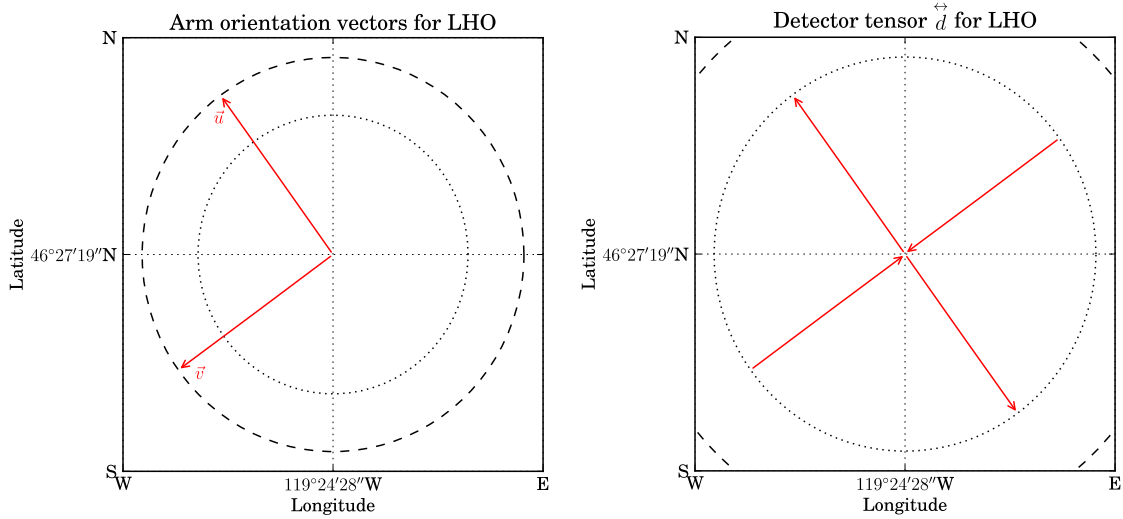 Arm orientation vectors for LHO
N
Latitude
46°27′19″N
S
W
119°24′28″W
E
Longitude
u⃗
v⃗
Detector tensor d⃡ for LHO
N
Latitude
46°27′19″N
S
W
119°24′28″W
E
Longitude